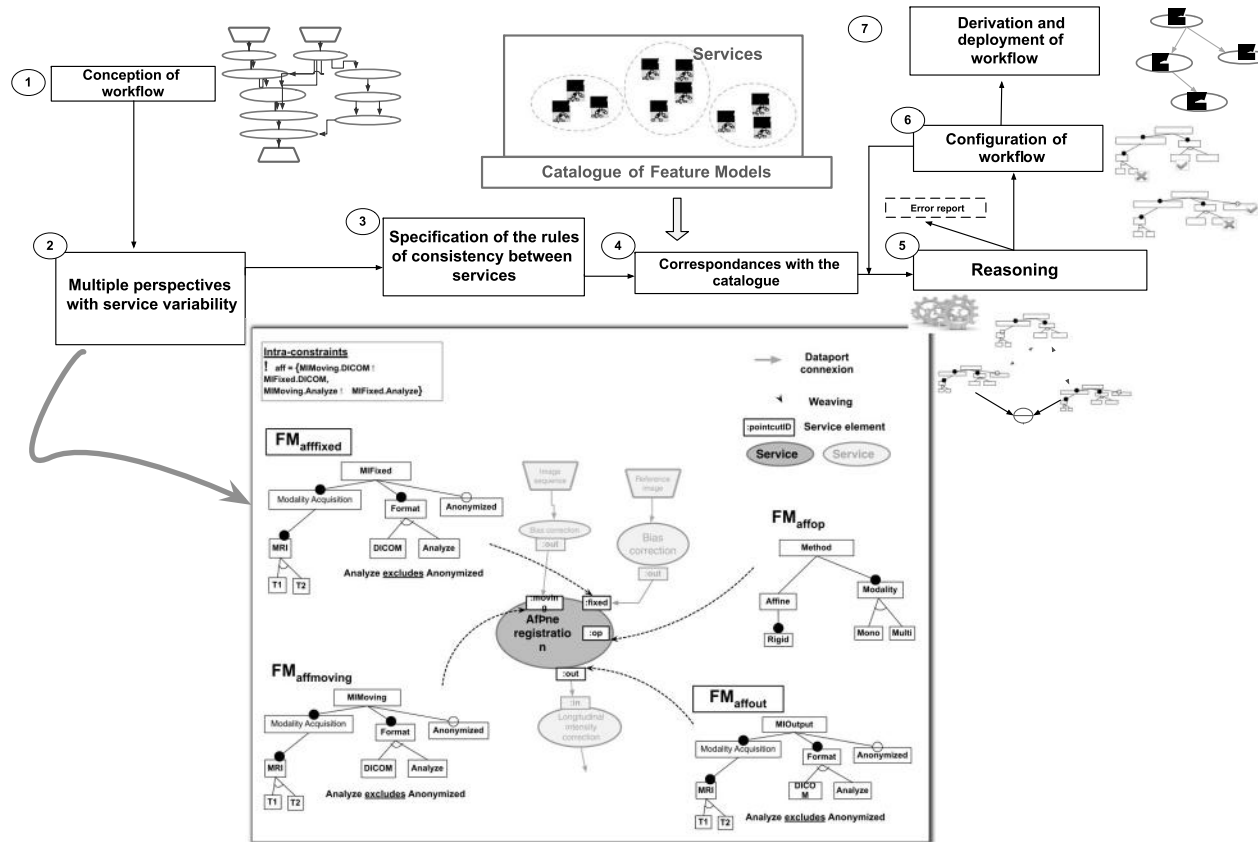 1
Conception of
workflow
Services
Catalogue of Feature Models
7
Derivation and
deployment of
workflow
6
Configuration of
workflow
Error report
2
Multiple perspectives
with service variability
3
Specification of the rules
of consistency between
services
4
Correspondances with the
catalogue
5
Reasoning
Intra-constraints
! aff = {MIMoving.DICOM !
MIFixed.DICOM,
MIMoving.Analyze ! MIFixed.Analyze}
Dataport
connexion
Weaving
:pointcutID Service element
Service Service
FMafffixed
MIFixed
Modality Acquisition
Format
Anonymized
MRI
DICOM
Analyze
T1
T2
Analyze excludes Anonymized
Image
sequence
Reference
image
Bias correction
:out
Bias
correction
:out
:movin
g
:fixed
AfÞne
registratio
n
:op
:out
:in
Longitudinal
intensity
correction
FMaffop
Method
Affine
Modality
Rigid
Mono
Multi
FMaffmoving
MIMoving
Modality Acquisition
Format
Anonymized
MRI
DICOM
Analyze
T1
T2
Analyze excludes Anonymized
FMaffout
MIOutput
Modality Acquisition
Format
Anonymized
MRI
DICO
M
Analyze
T1
T2
Analyze excludes Anonymized